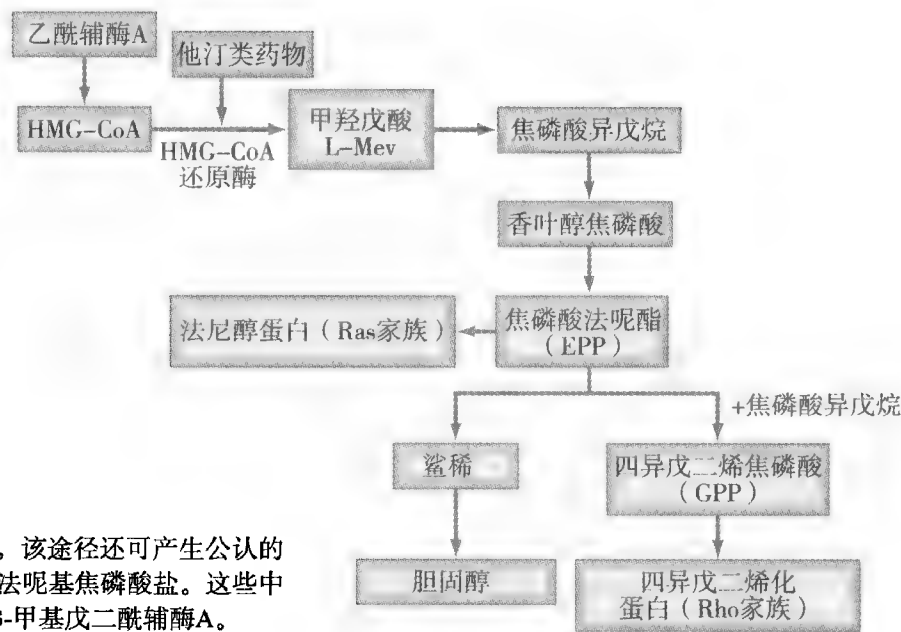 乙酰辅酶A
他汀类药物
HMG-CoA
HMG-CoA
还原酶
甲羟戊酸
L-Mev
焦磷酸异戊烷
香叶醇焦磷酸
法尼醇蛋白（Ras家族）
焦磷酸法呢酯
（EPP）
+焦磷酸异戊烷
鲨稀
四异戊二烯焦磷酸
（GPP）
胆固醇
四异戊二烯化
蛋白（Rho家族）
，该途径还可产生公认的
法呢基焦磷酸盐。这些中
-甲基戊二酰辅酶A。